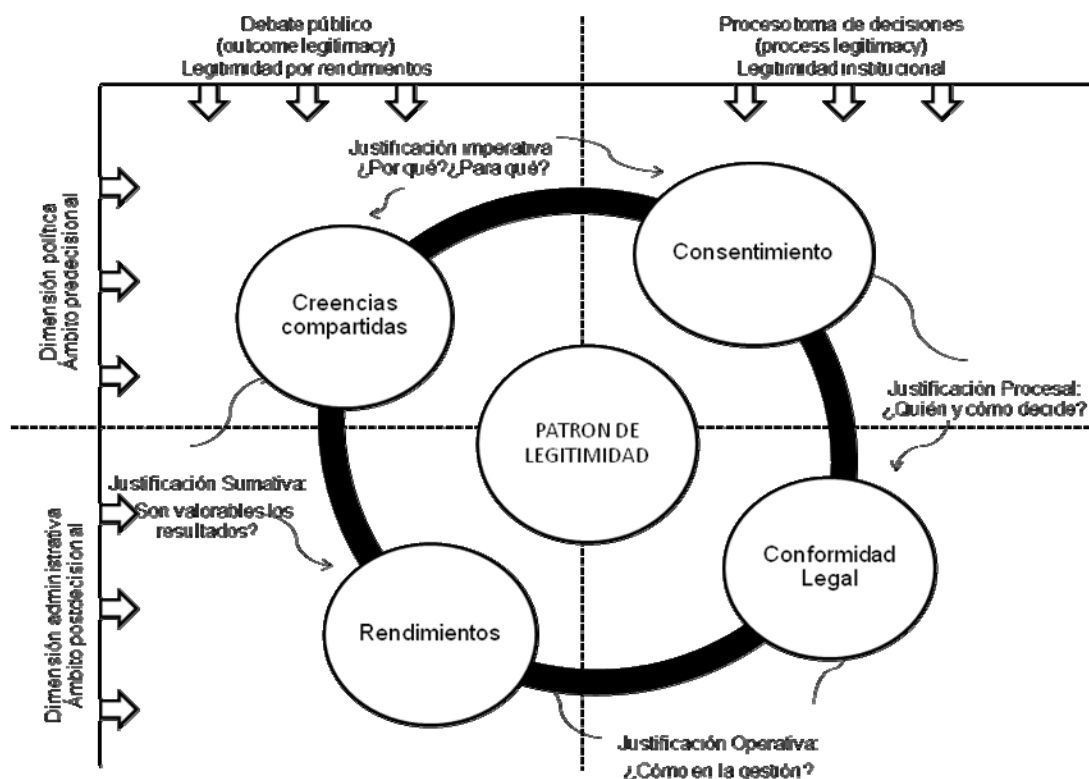 Debate público
(outcome legitimacy)
Legitimidad por rendimientos
Proceso toma de decisiones
(process legitimacy)
Legitimidad institucional
Justificación imperativa
¿Por qué?¿Para qué?
Dimensión política
Ámbito predecisional
Consentimiento
Creencias
compartidas
Justificación Procesal:
¿Quién y cómo decide?
PATRON DE
LEGITIMIDAD
Justificación Sumativa:
Son valorables los
resultados?
Dimensión administrativa
Ámbito postdecisional
Conformidad
Legal
Rendimientos
Justificación Operativa:
¿Cómo en la gestión?